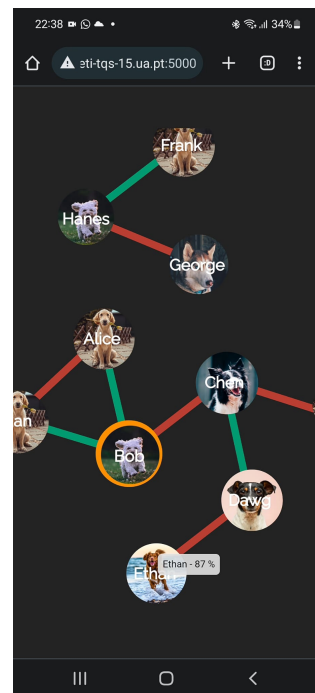 22:38
34%
eti-tqs-15.ua.pt:5000
:D
Frank
Hanes
George
Alice
Chen
an
Bob
Dawg
Ethan - 87 %
Ethan